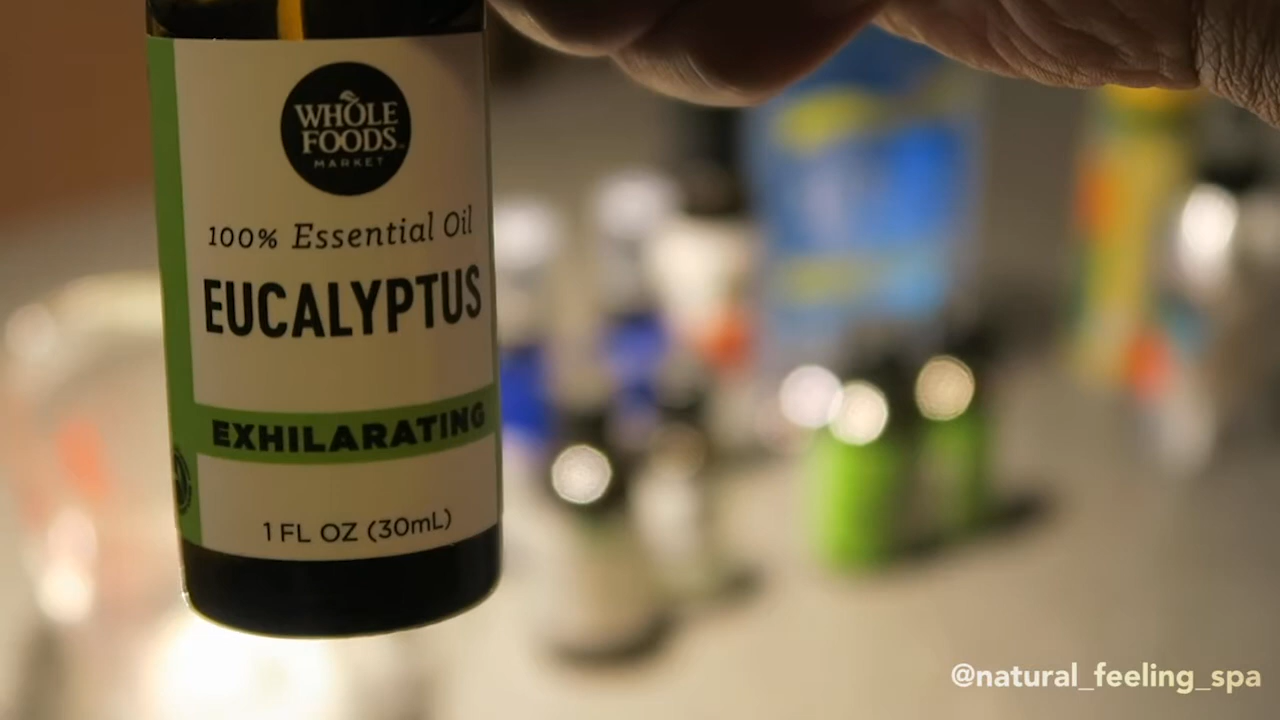 WHOLE
FOODS
MARKET
100% Essential Oil
EUCALYPTUS
EXHILARATING
1 FL OZ (30mL)
@natural_feeling_spa